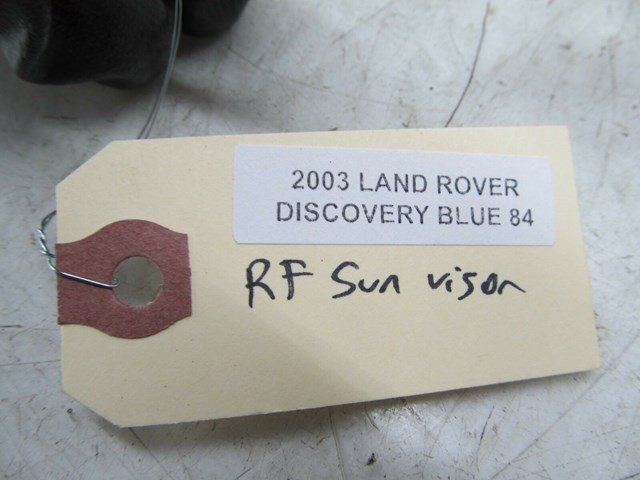 2003 LAND ROVER
DISCOVERY BLUE 84
RF Sun visor